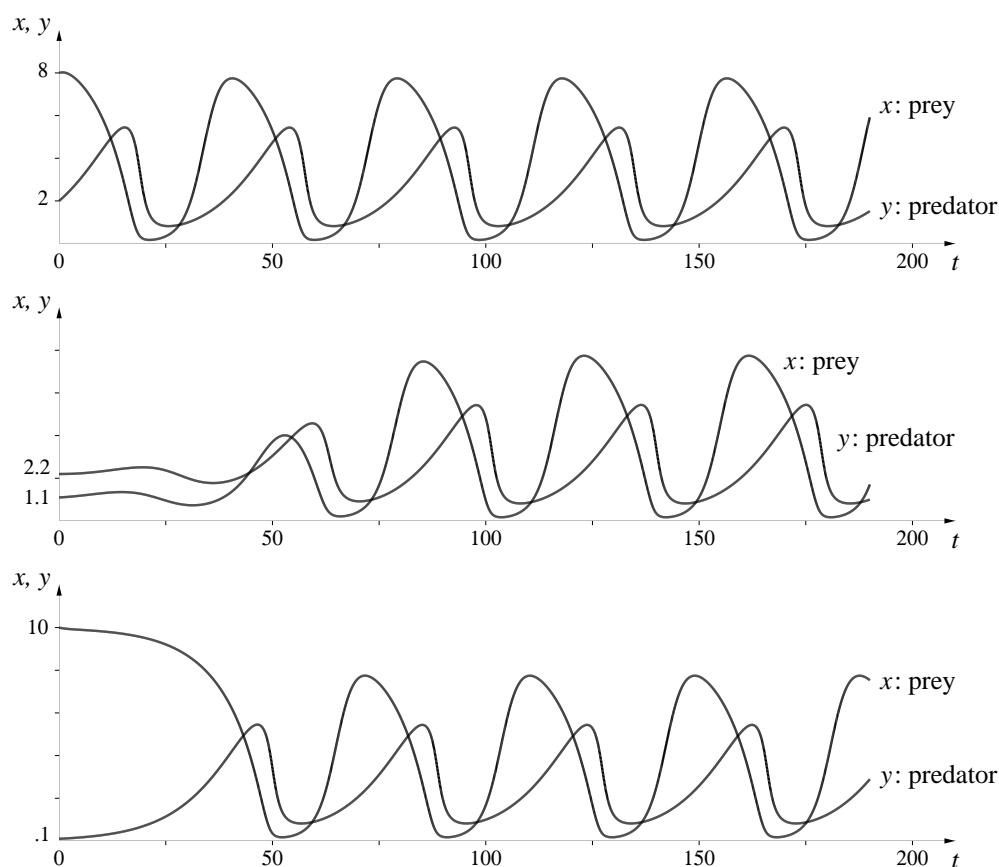 x, y
8
x: prey
2
y: predator
0 50 100 150 200 t
x, y
x: prey
y: predator
2.2
1.1
0 50 100 150 200 t
x, y
10
x: prey
y: predator
.1
0 50 100 150 200 t